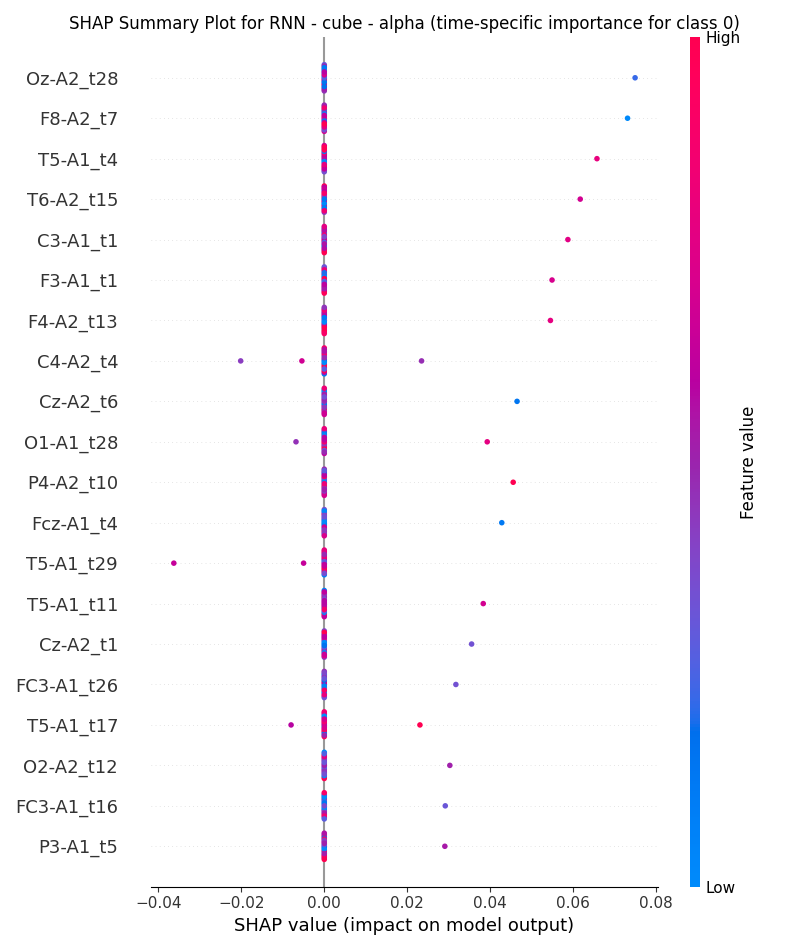 SHAP Summary Plot for RNN - cube - alpha (time-specific importance for class 0)
High
Oz-A2_t28
F8-A2_t7
T5-A1_t4
T6-A2_t15
C3-A1_t1
F3-A1_t1
F4-A2_t13
C4-A2_t4
Cz-A2_t6
O1-A1_t28
P4-A2_t10
Fcz-A1_t4
T5-A1_t29
T5-A1_t11
Cz-A2_t1
FC3-A1_t26
T5-A1_t17
O2-A2_t12
FC3-A1_t16
P3-A1_t5
Feature value
Low
−0.04 −0.02 0.00 0.02 0.04 0.06 0.08
SHAP value (impact on model output)